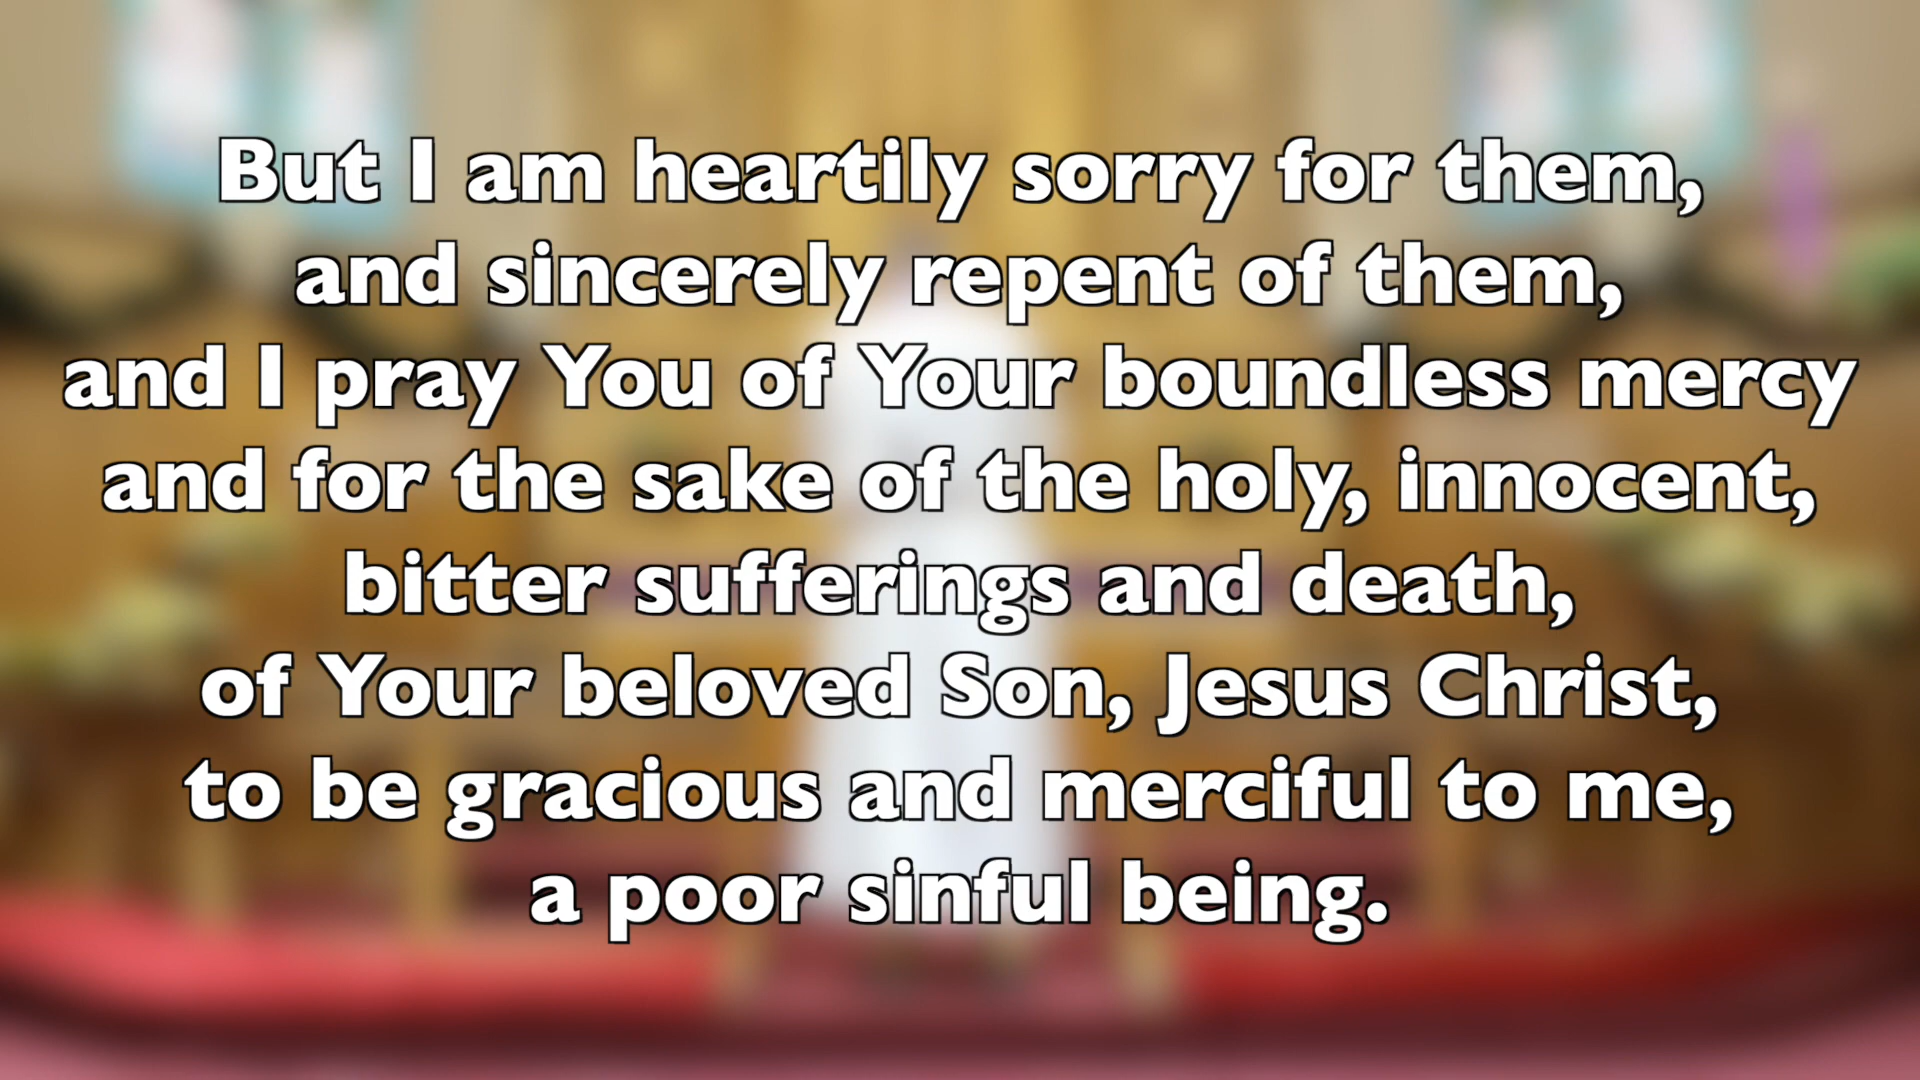 But I am heartily sorry for them,
and sincerely repent of them,
and I pray You of Your boundless mercy
and for the sake of the holy, innocent,
bitter sufferings and death,
of Your beloved Son, Jesus Christ,
to be gracious and merciful to me,
a poor sinful being.